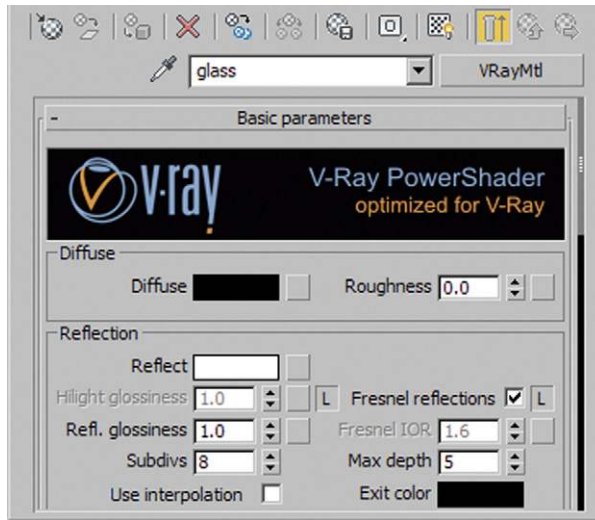 glass VRayMtl
- Basic parameters
v·ray V-Ray PowerShader
optimized for V-Ray
Diffuse
Diffuse Roughness 0.0
Reflection
Reflect
Hilight glossiness 1.0 L Fresnel reflections L
Refl. glossiness 1.0 Fresnel IOR 1.6
Subdivs 8 Max depth 5
Use interpolation Exit color